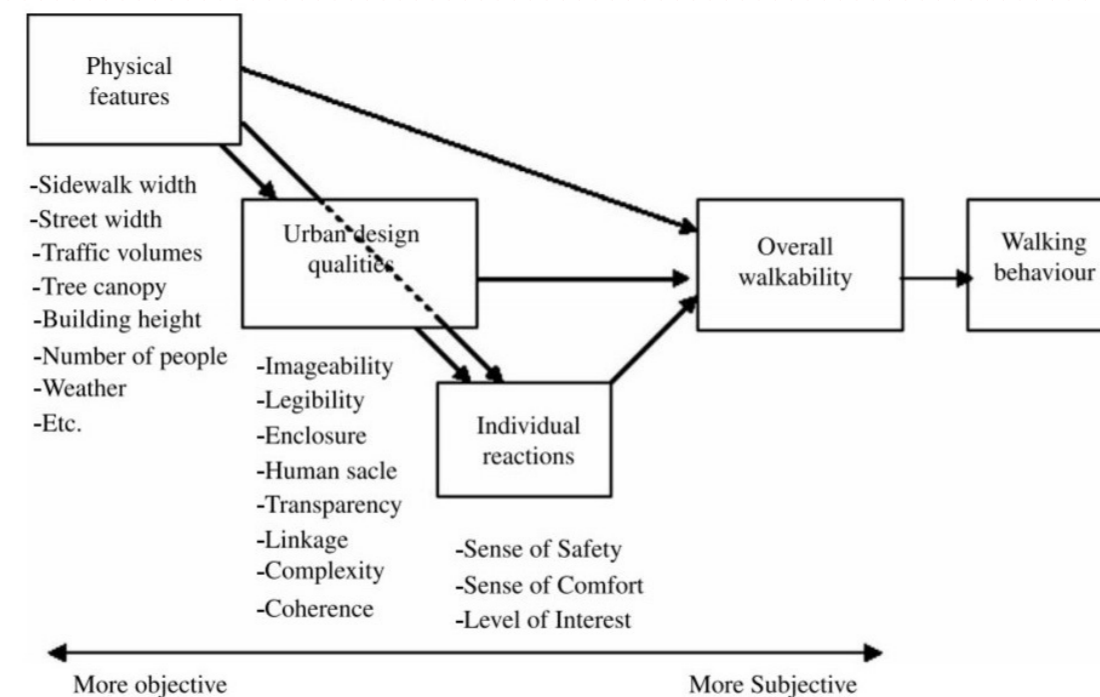 Physical
features
-Sidewalk width
-Street width
-Traffic volumes
-Tree canopy
-Building height
-Number of people
-Weather
-Etc.
Urban design
qualities
-Imageability
-Legibility
-Enclosure
-Human sacle
-Transparency
-Linkage
-Complexity
-Coherence
Individual
reactions
-Sense of Safety
-Sense of Comfort
-Level of Interest
Overall
walkability
Walking
behaviour
More objective
More Subjective